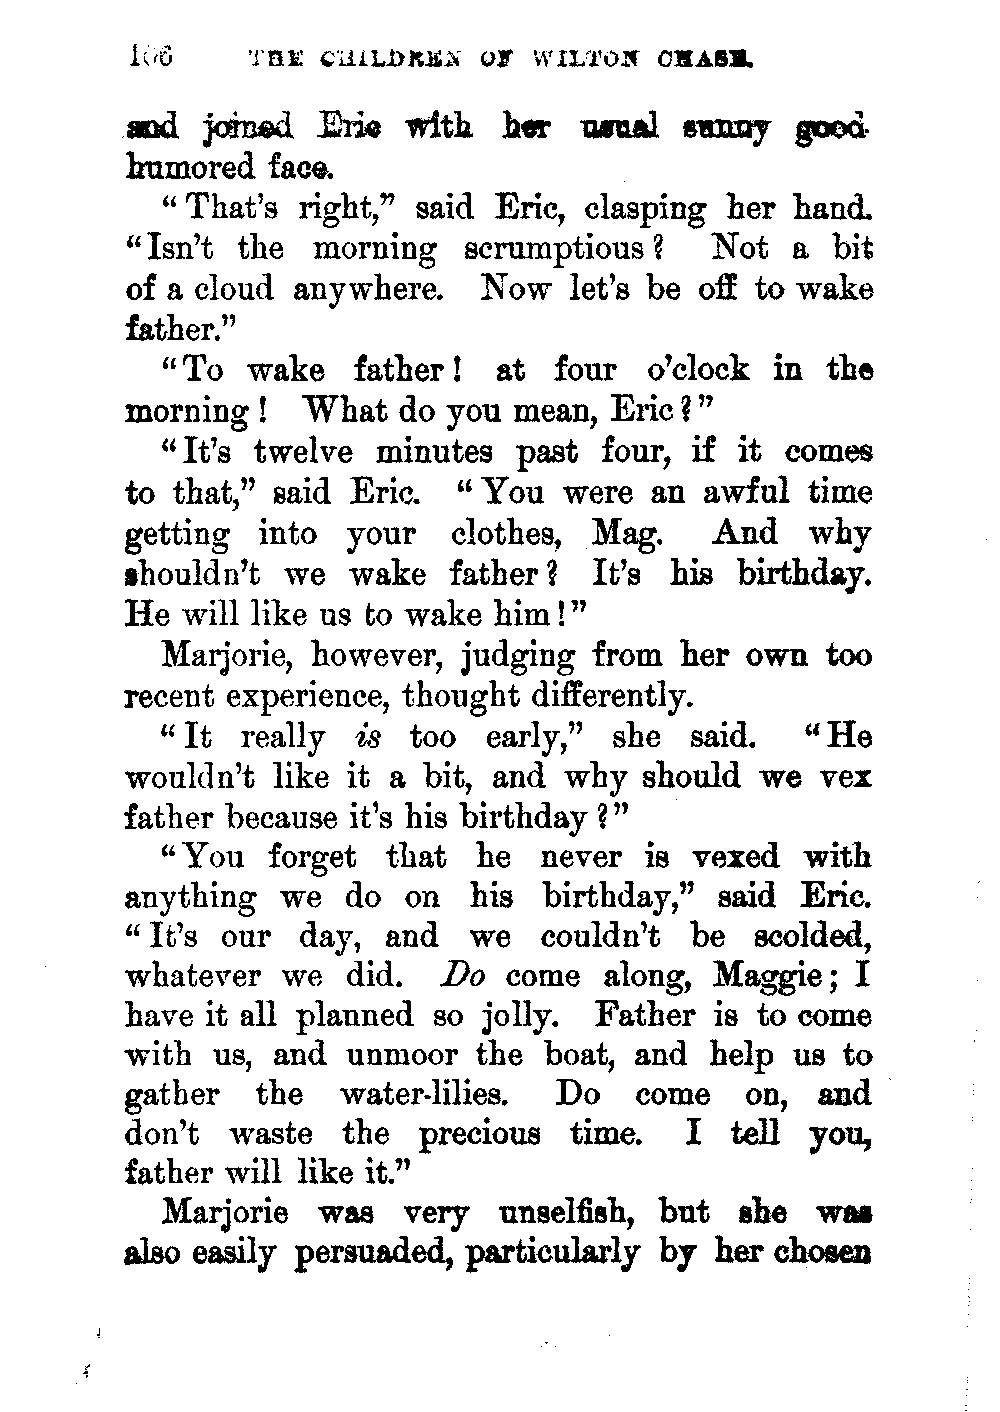 THE CHILDREN OF WILTON CHASE.
and joined Eric with her usual sunny good-
humored face.
“That’s right,” said Eric, clasping her hand.
“Isn’t the morning scrumptious? Not a bit
of a cloud anywhere. Now let’s be off to wake
father.”
“To wake father! at four o’clock in the
morning! What do you mean, Eric?”
“It’s twelve minutes past four, if it comes
to that,” said Eric. “You were an awful time
getting into your clothes, Mag. And why
shouldn’t we wake father? It’s his birthday.
He will like us to wake him!”
Marjorie, however, judging from her own too
recent experience, thought differently.
“It really is too early,” she said. “He
wouldn’t like it a bit, and why should we vex
father because it’s his birthday?”
“You forget that he never is vexed with
anything we do on his birthday,” said Eric.
“It’s our day, and we couldn’t be scolded,
whatever we did. Do come along, Maggie; I
have it all planned so jolly. Father is to come
with us, and unmoor the boat, and help us to
gather the water-lilies. Do come on, and
don’t waste the precious time. I tell you,
father will like it.”
Marjorie was very unselfish, but she was
also easily persuaded, particularly by her chosen